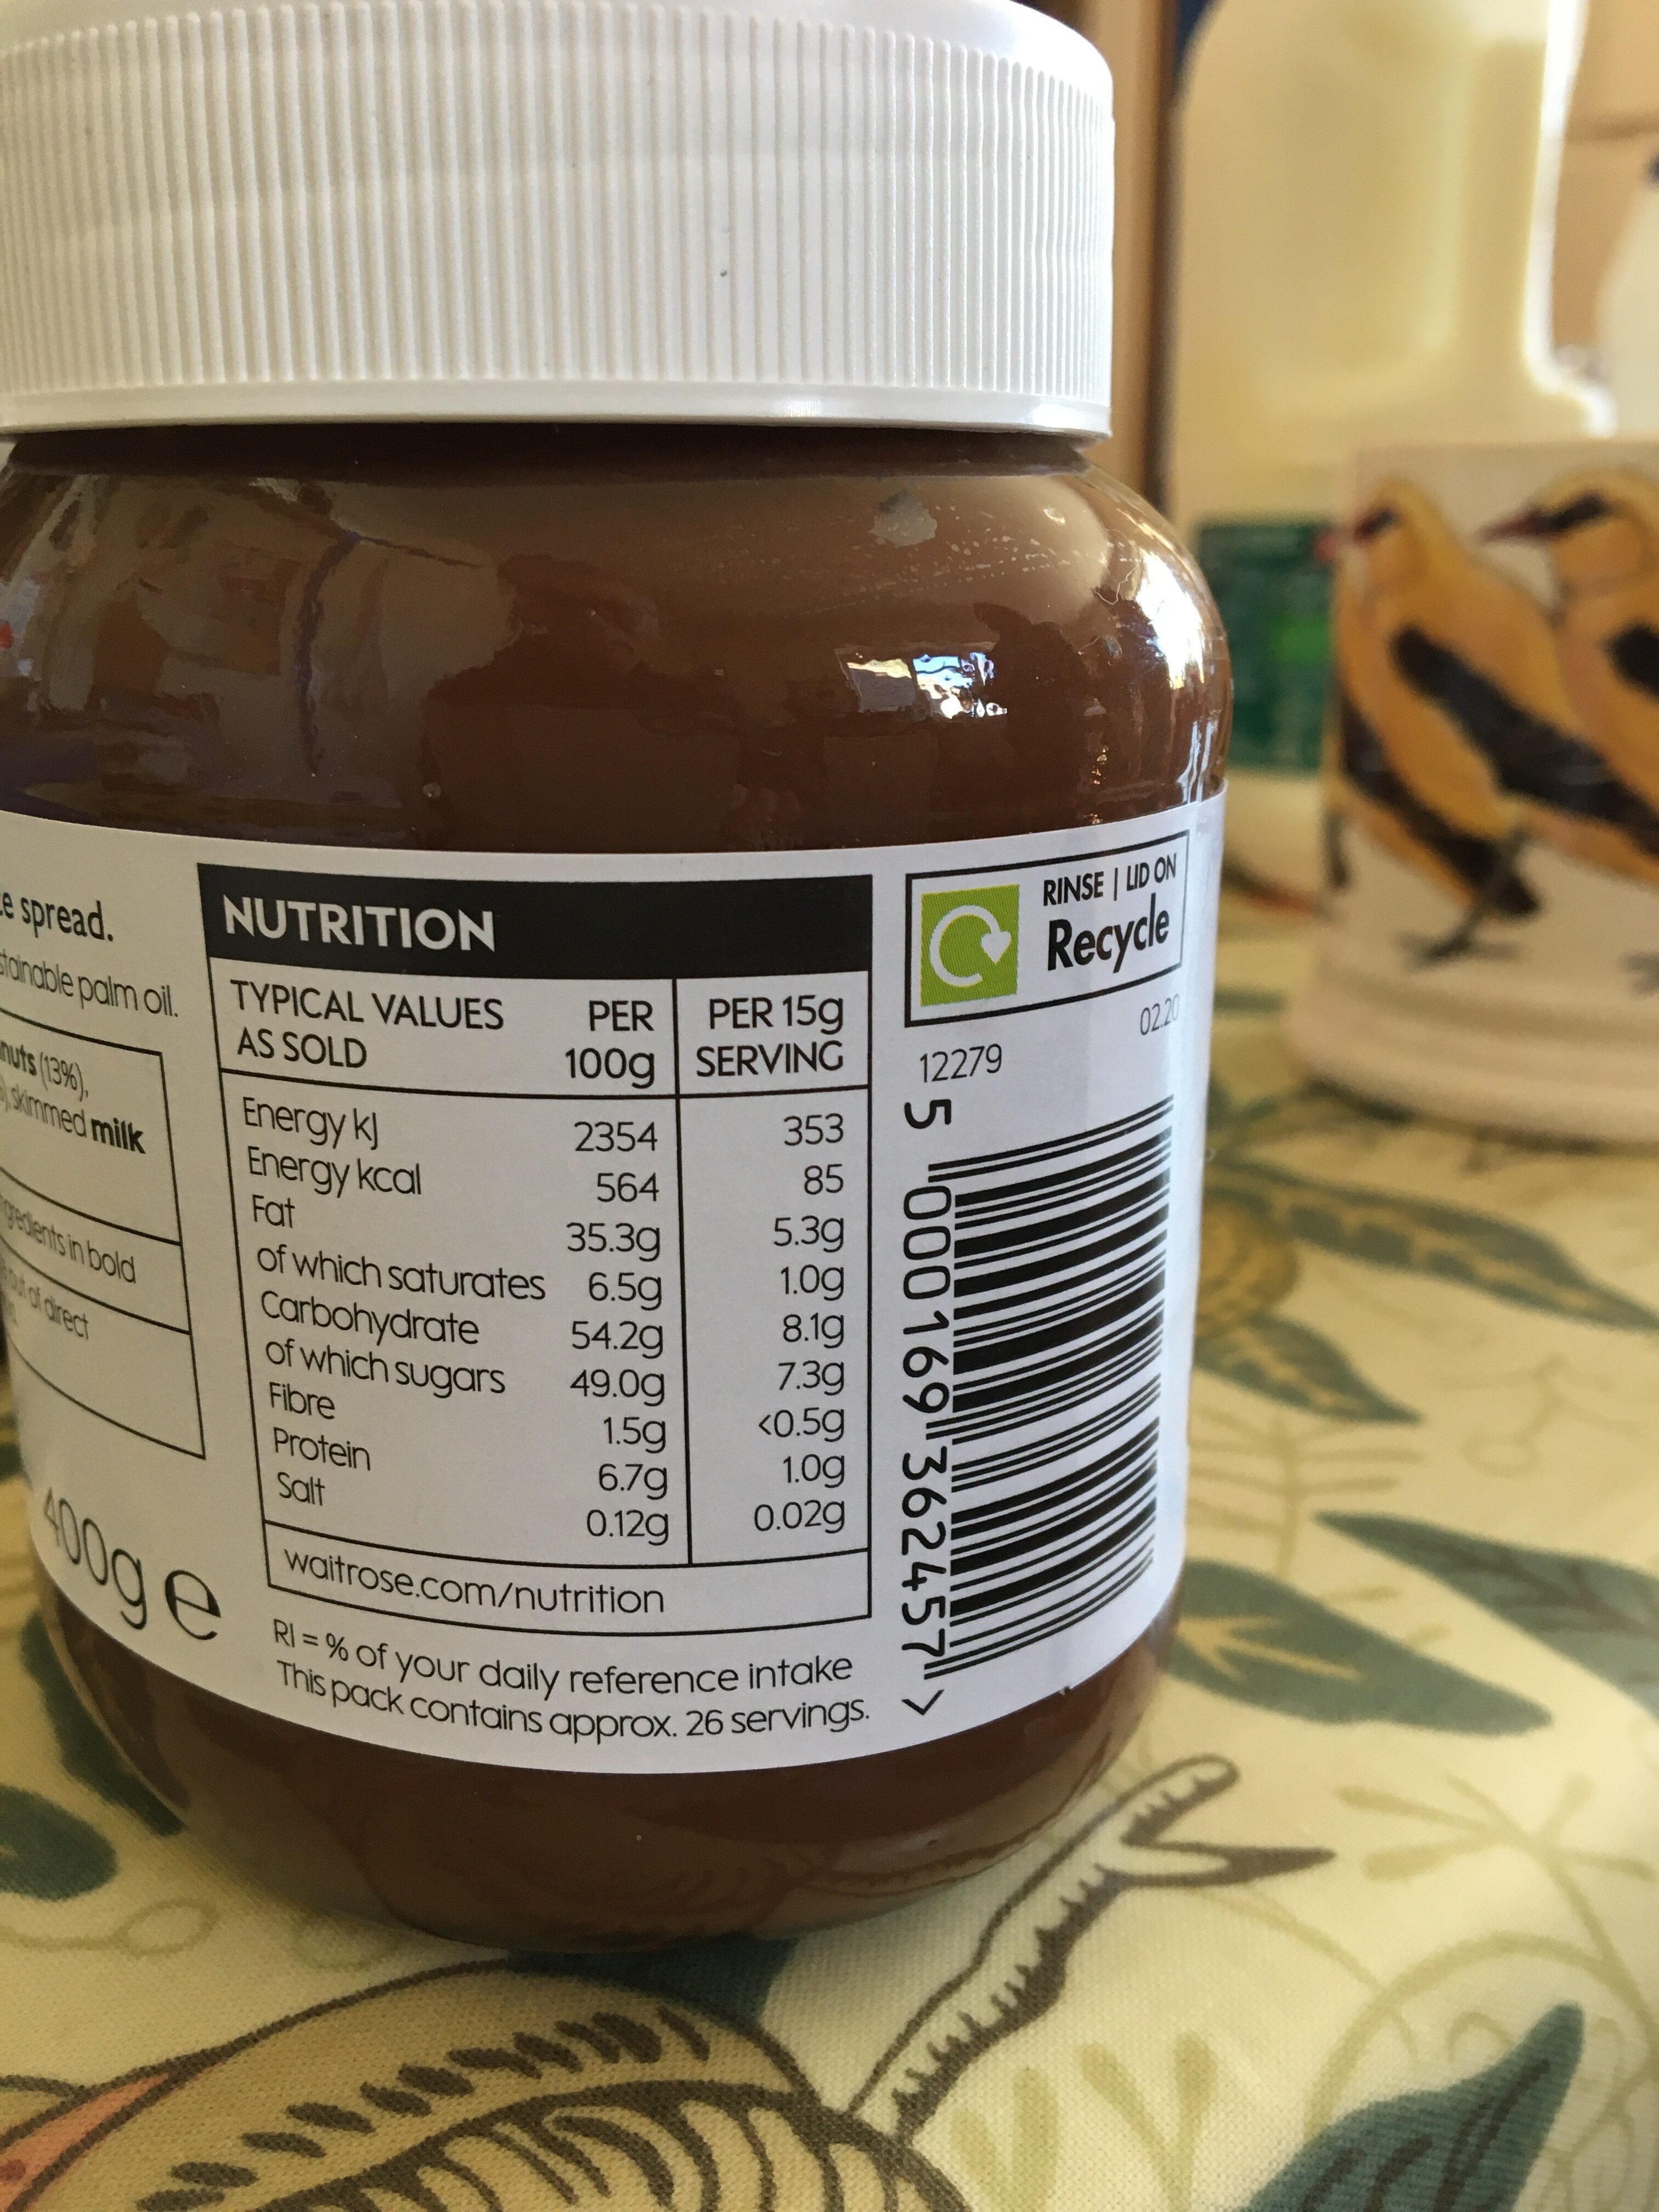 spread.
palm oil.
(13%),
skimmed milk
in bold
out of direct
400g e
NUTRITION
TYPICAL VALUES AS SOLD PER 100g PER 15g SERVING
Energy kJ 2354 353
Energy kcal 564 85
Fat 35.3g 5.3g
of which saturates 6.5g 1.0g
Carbohydrate 54.2g 8.1g
of which sugars 49.0g 7.3g
Fibre 1.5g <0.5g
Protein 6.7g 1.0g
Salt 0.12g 0.02g
waitrose.com/nutrition
RI = % of your daily reference intake
This pack contains approx. 26 servings.
RINSE | LID ON
Recycle
02.20
12279
5 000169 362457 >